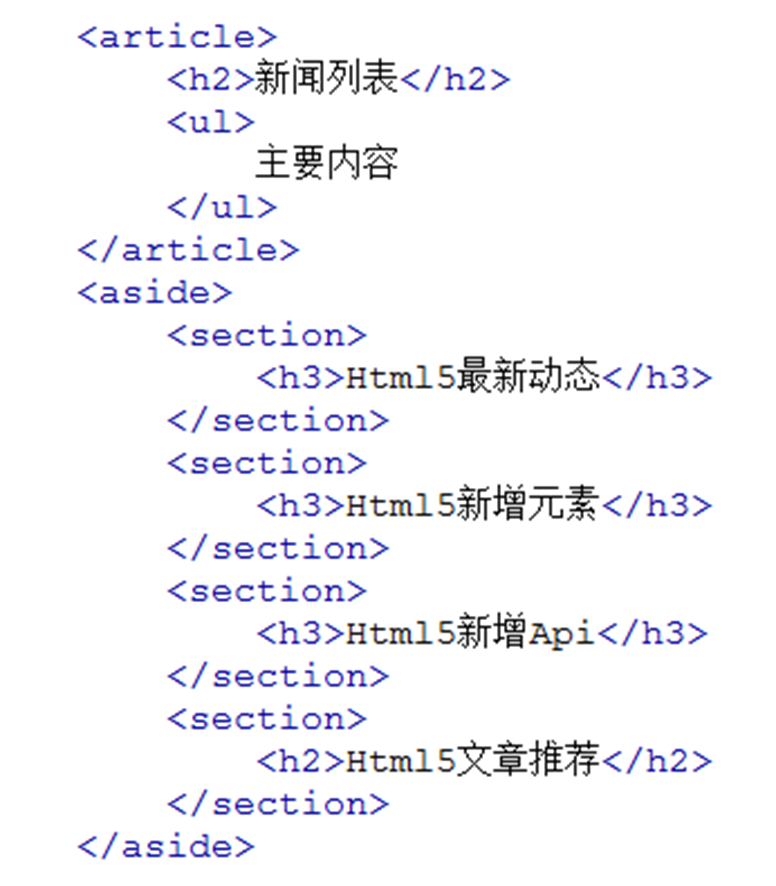 <article>
<h2>新闻列表</h2>
<ul>
主要内容
</ul>
</article>
<aside>
<section>
<h3>Html5最新动态</h3>
</section>
<section>
<h3>Html5新增元素</h3>
</section>
<section>
<h3>Html5新增Api</h3>
</section>
<section>
<h2>Html5文章推荐</h2>
</section>
</aside>